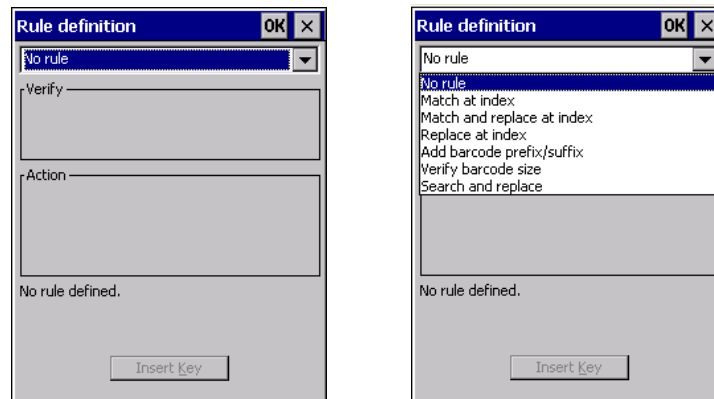 Rule definition OK
No rule
Verify
Action
No rule defined.
Insert Key
Rule definition OK
No rule
No rule
Match at index
Match and replace at index
Replace at index
Add barcode prefix/suffix
Verify barcode size
Search and replace
No rule defined.
Insert Key